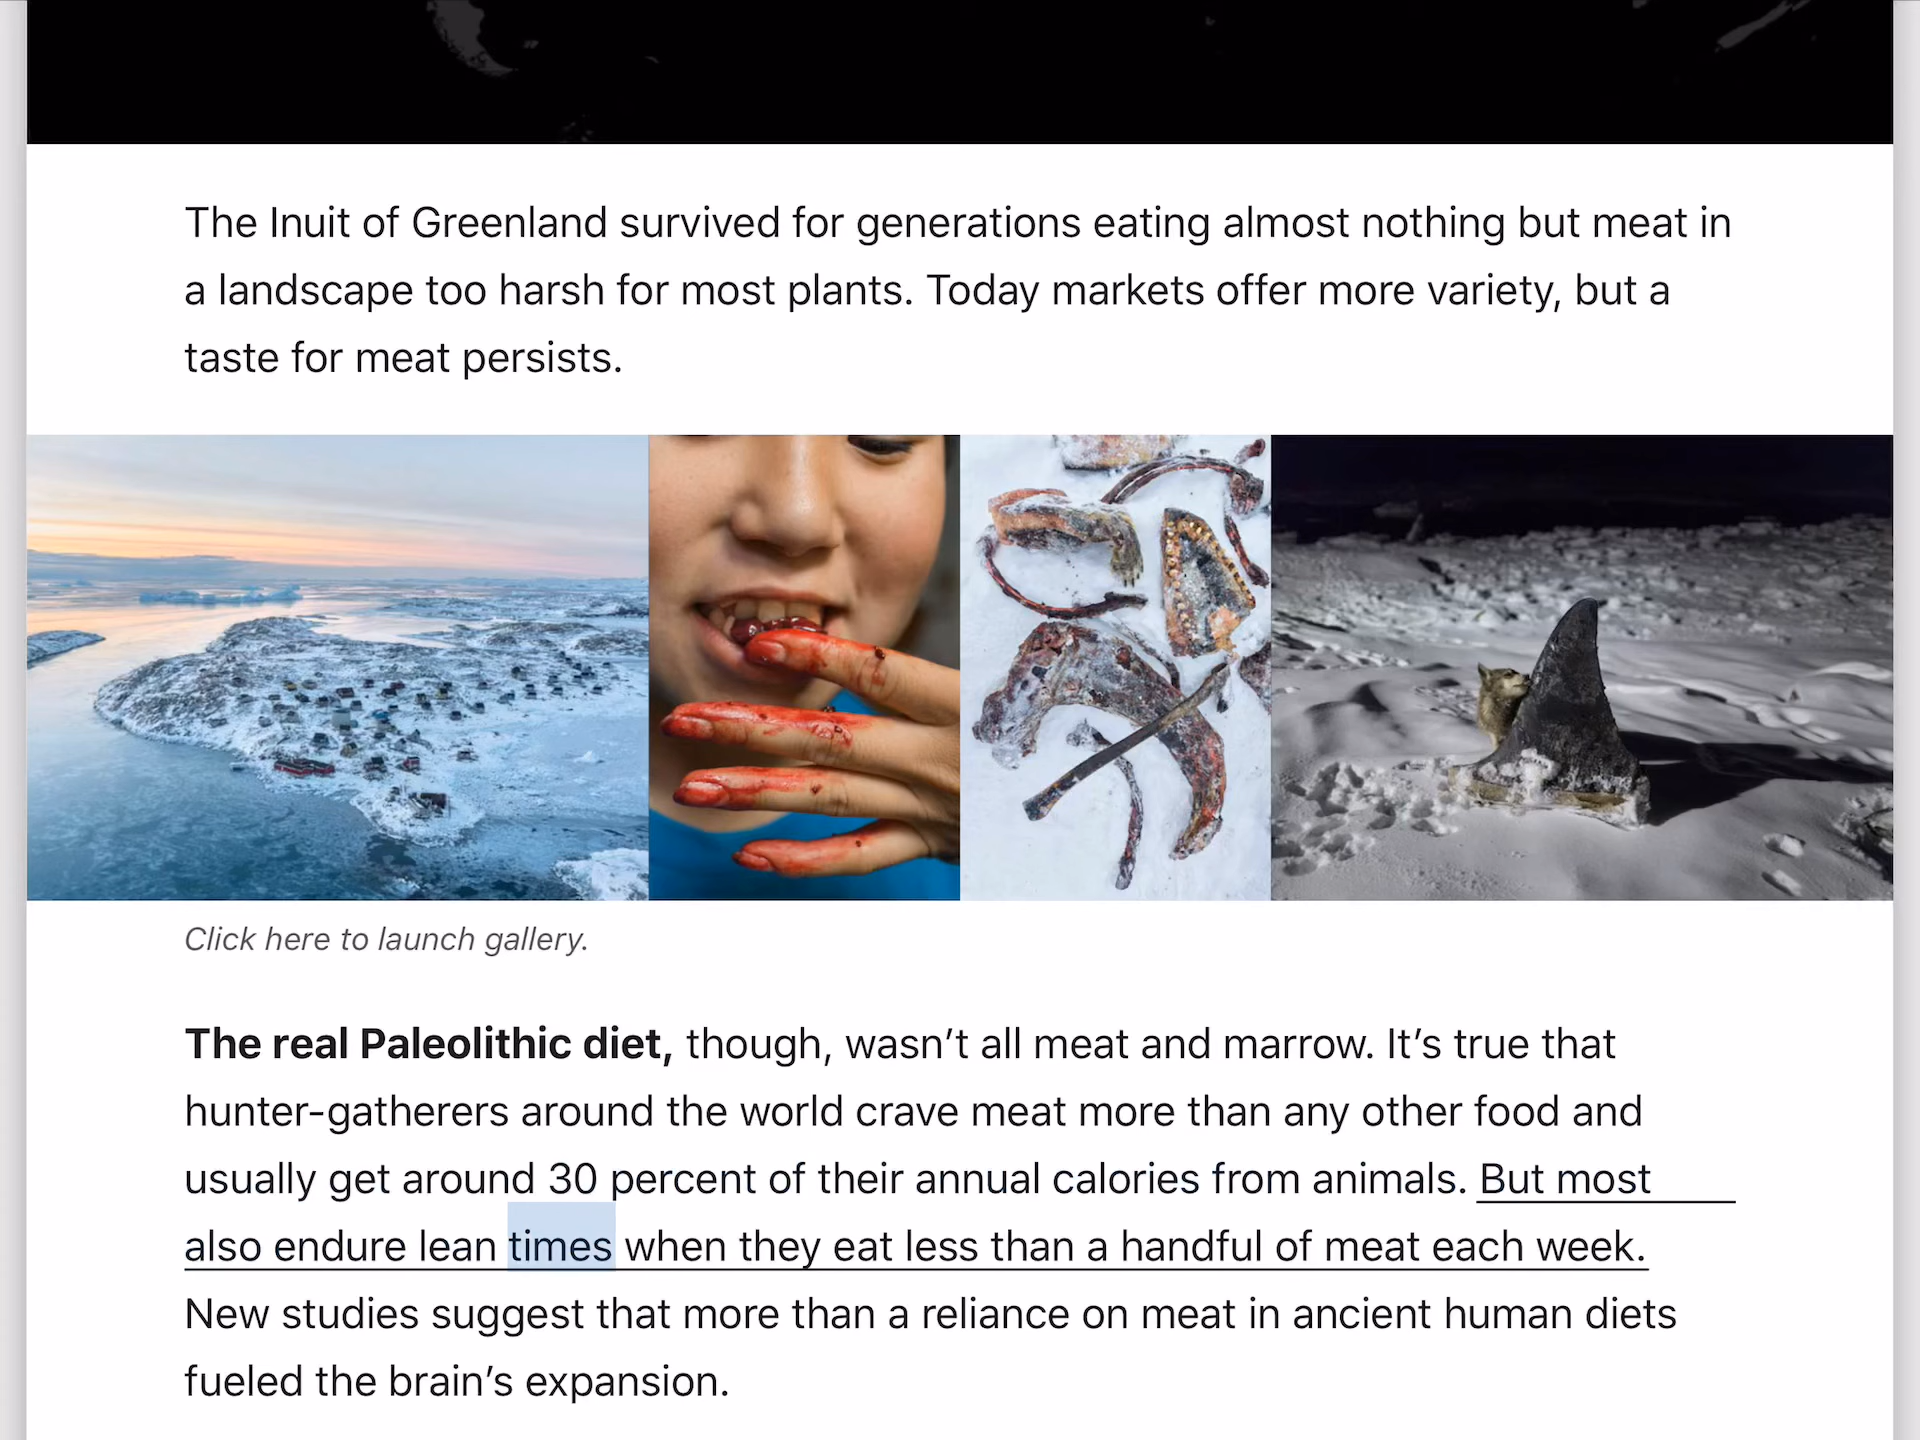 The Inuit of Greenland survived for generations eating almost nothing but meat in
a landscape too harsh for most plants. Today markets offer more variety, but a
taste for meat persists.
Click here to launch gallery.
The real Paleolithic diet, though, wasn’t all meat and marrow. It’s true that
hunter-gatherers around the world crave meat more than any other food and
usually get around 30 percent of their annual calories from animals. But most
also endure lean times when they eat less than a handful of meat each week.
New studies suggest that more than a reliance on meat in ancient human diets
fueled the brain’s expansion.